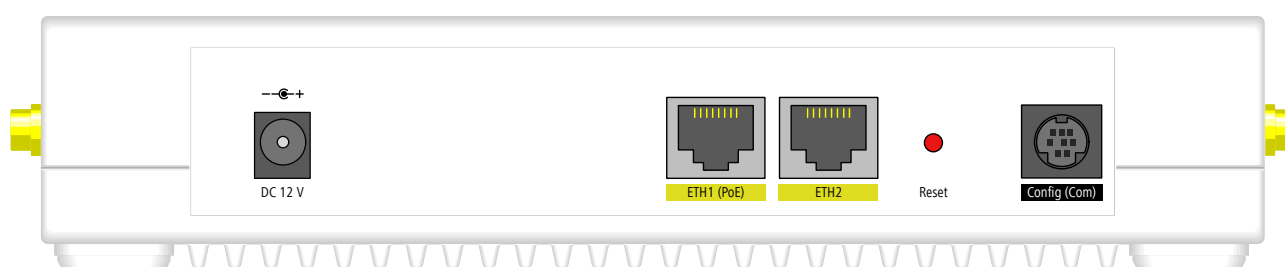 DC 12 V
ETH1 (PoE)
ETH2
Reset
Config (Com)